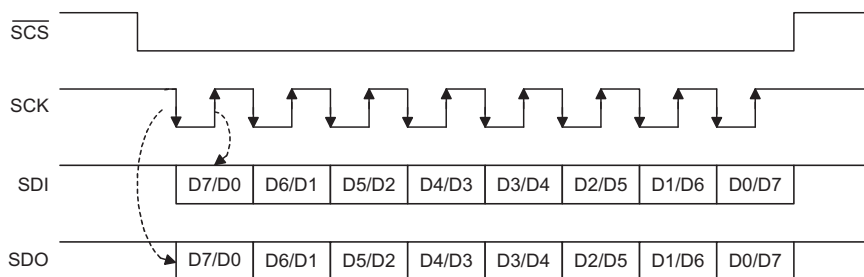 SCS
SCK
SDI D7/D0 D6/D1 D5/D2 D4/D3 D3/D4 D2/D5 D1/D6 D0/D7
SDO D7/D0 D6/D1 D5/D2 D4/D3 D3/D4 D2/D5 D1/D6 D0/D7